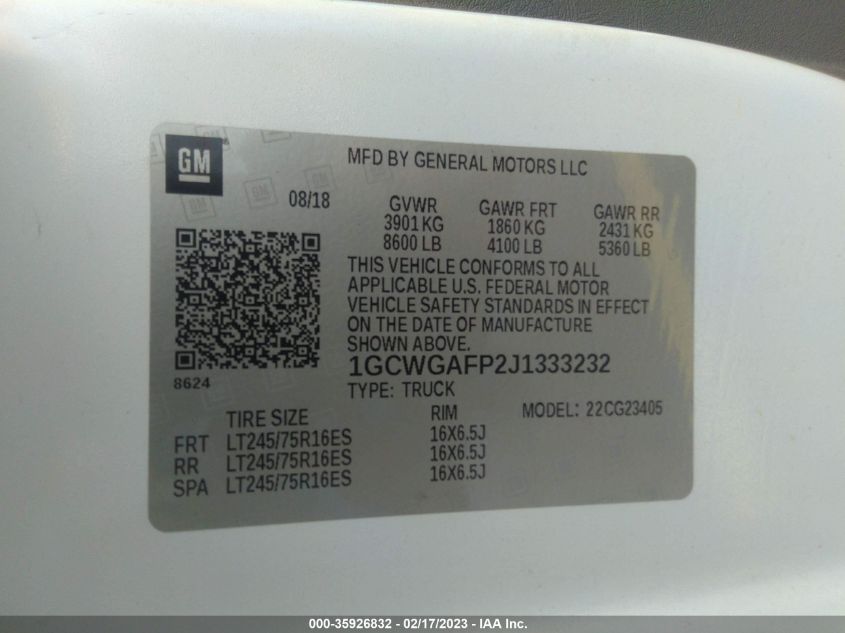 GM
MFD BY GENERAL MOTORS LLC
08/18
GVWR GAWR FRT GAWR RR
3901 KG 1860 KG 2431 KG
8600 LB 4100 LB 5360 LB
THIS VEHICLE CONFORMS TO ALL
APPLICABLE U.S. FEDERAL MOTOR
VEHICLE SAFETY STANDARDS IN EFFECT
ON THE DATE OF MANUFACTURE
SHOWN ABOVE.
8624
1GCWGAFP2J1333232
TYPE: TRUCK
TIRE SIZE RIM MODEL: 22CG23405
FRT LT245/75R16ES 16X6.5J
RR LT245/75R16ES 16X6.5J
SPA LT245/75R16ES 16X6.5J
000-35926832 - 02/17/2023 - IAA Inc.